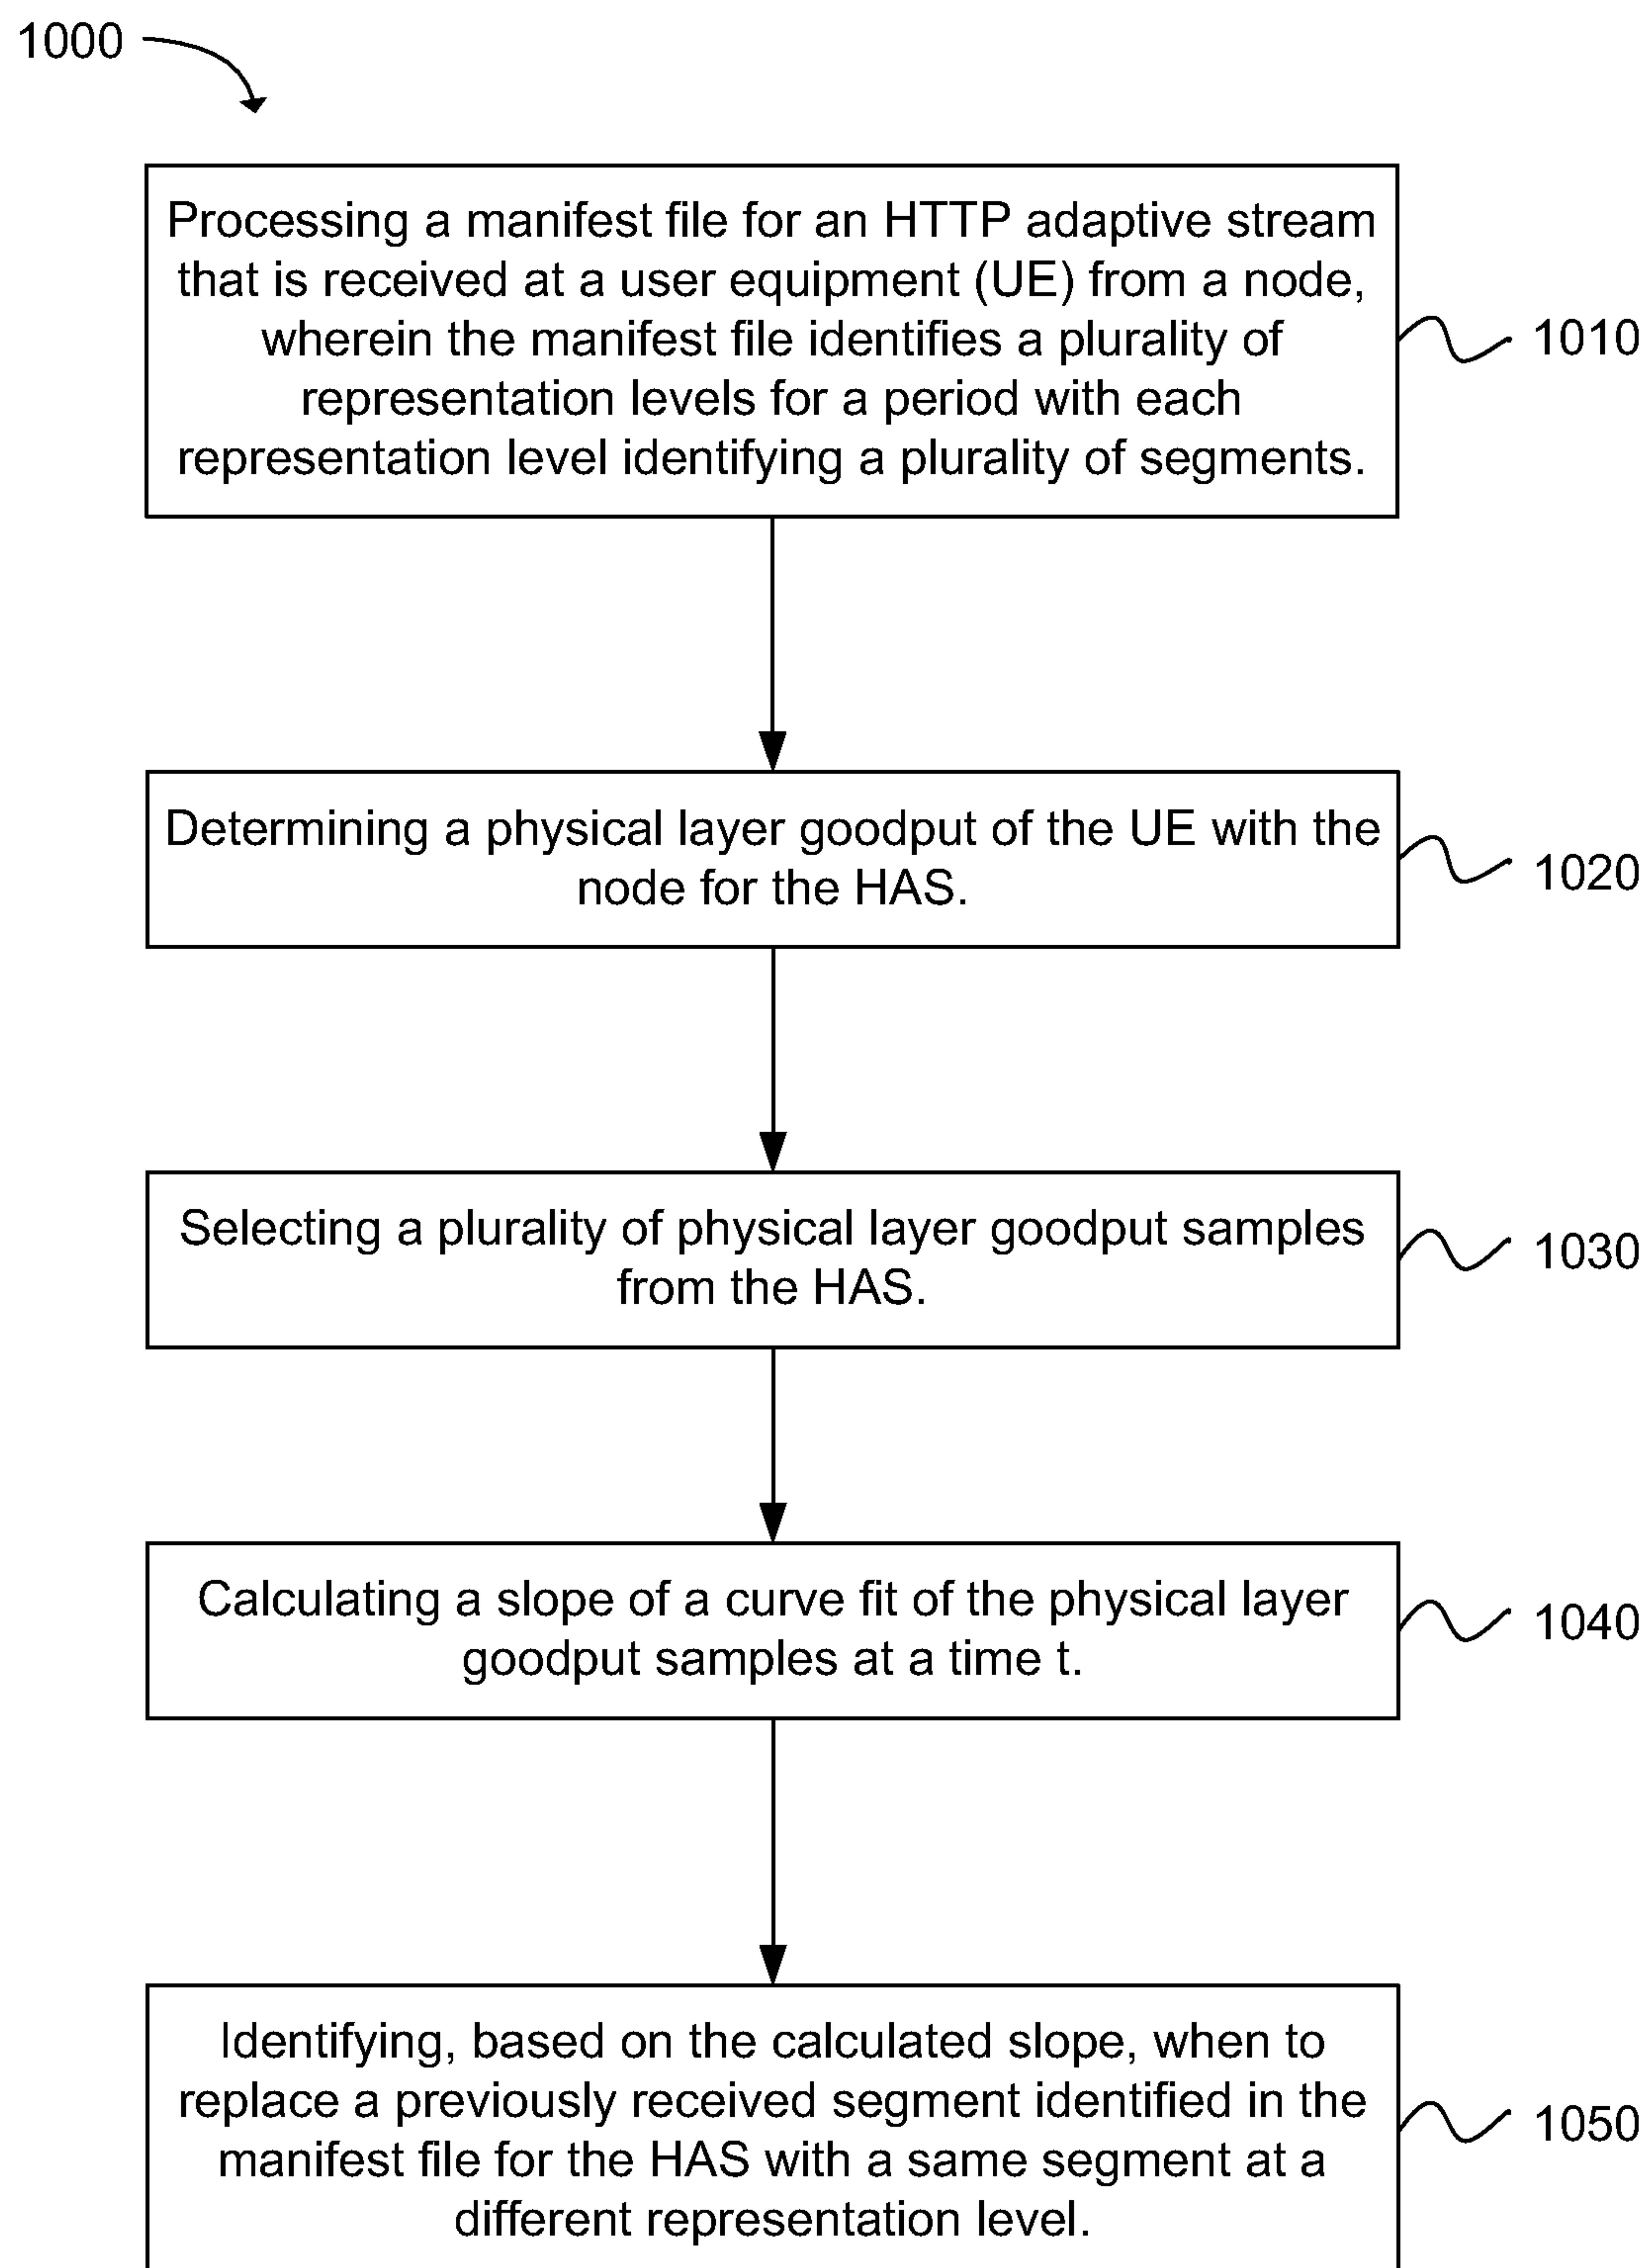 1000
Processing a manifest file for an HTTP adaptive stream
that is received at a user equipment (UE) from a node,
wherein the manifest file identifies a plurality of
representation levels for a period with each
representation level identifying a plurality of segments.
1010
Determining a physical layer goodput of the UE with the
node for the HAS.
1020
Selecting a plurality of physical layer goodput samples
from the HAS.
1030
Calculating a slope of a curve fit of the physical layer
goodput samples at a time t.
1040
Identifying, based on the calculated slope, when to
replace a previously received segment identified in the
manifest file for the HAS with a same segment at a
different representation level.
1050